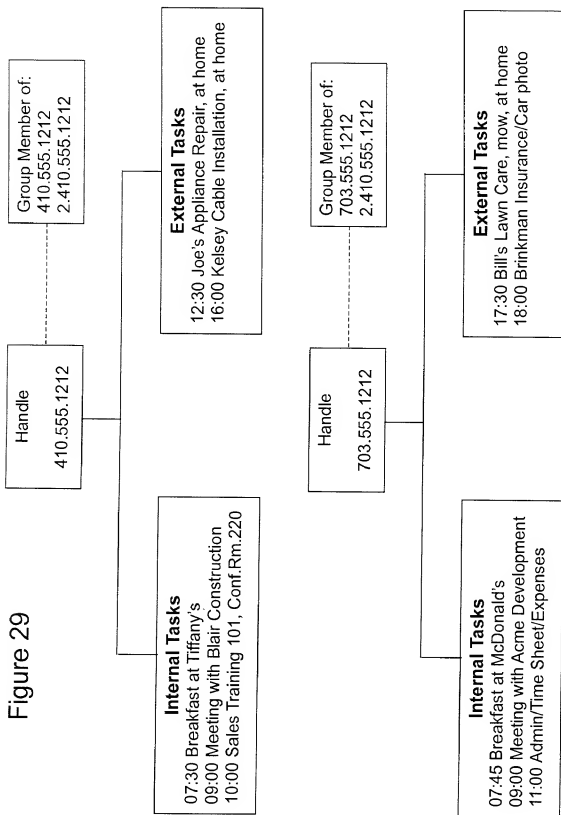 Figure 29
Handle
410.555.1212
Group Member of:
410.555.1212
2.410.555.1212
Internal Tasks
07:30 Breakfast at Tiffany's
09:00 Meeting with Blair Construction
10:00 Sales Training 101, Conf.Rm.220
External Tasks
12:30 Joe's Appliance Repair, at home
16:00 Kelsey Cable Installation, at home
Handle
703.555.1212
Group Member of:
703.555.1212
2.410.555.1212
Internal Tasks
07:45 Breakfast at McDonald's
09:00 Meeting with Acme Development
11:00 Admin/Time Sheet/Expenses
External Tasks
17:30 Bill's Lawn Care, mow, at home
18:00 Brinkman Insurance/Car photo